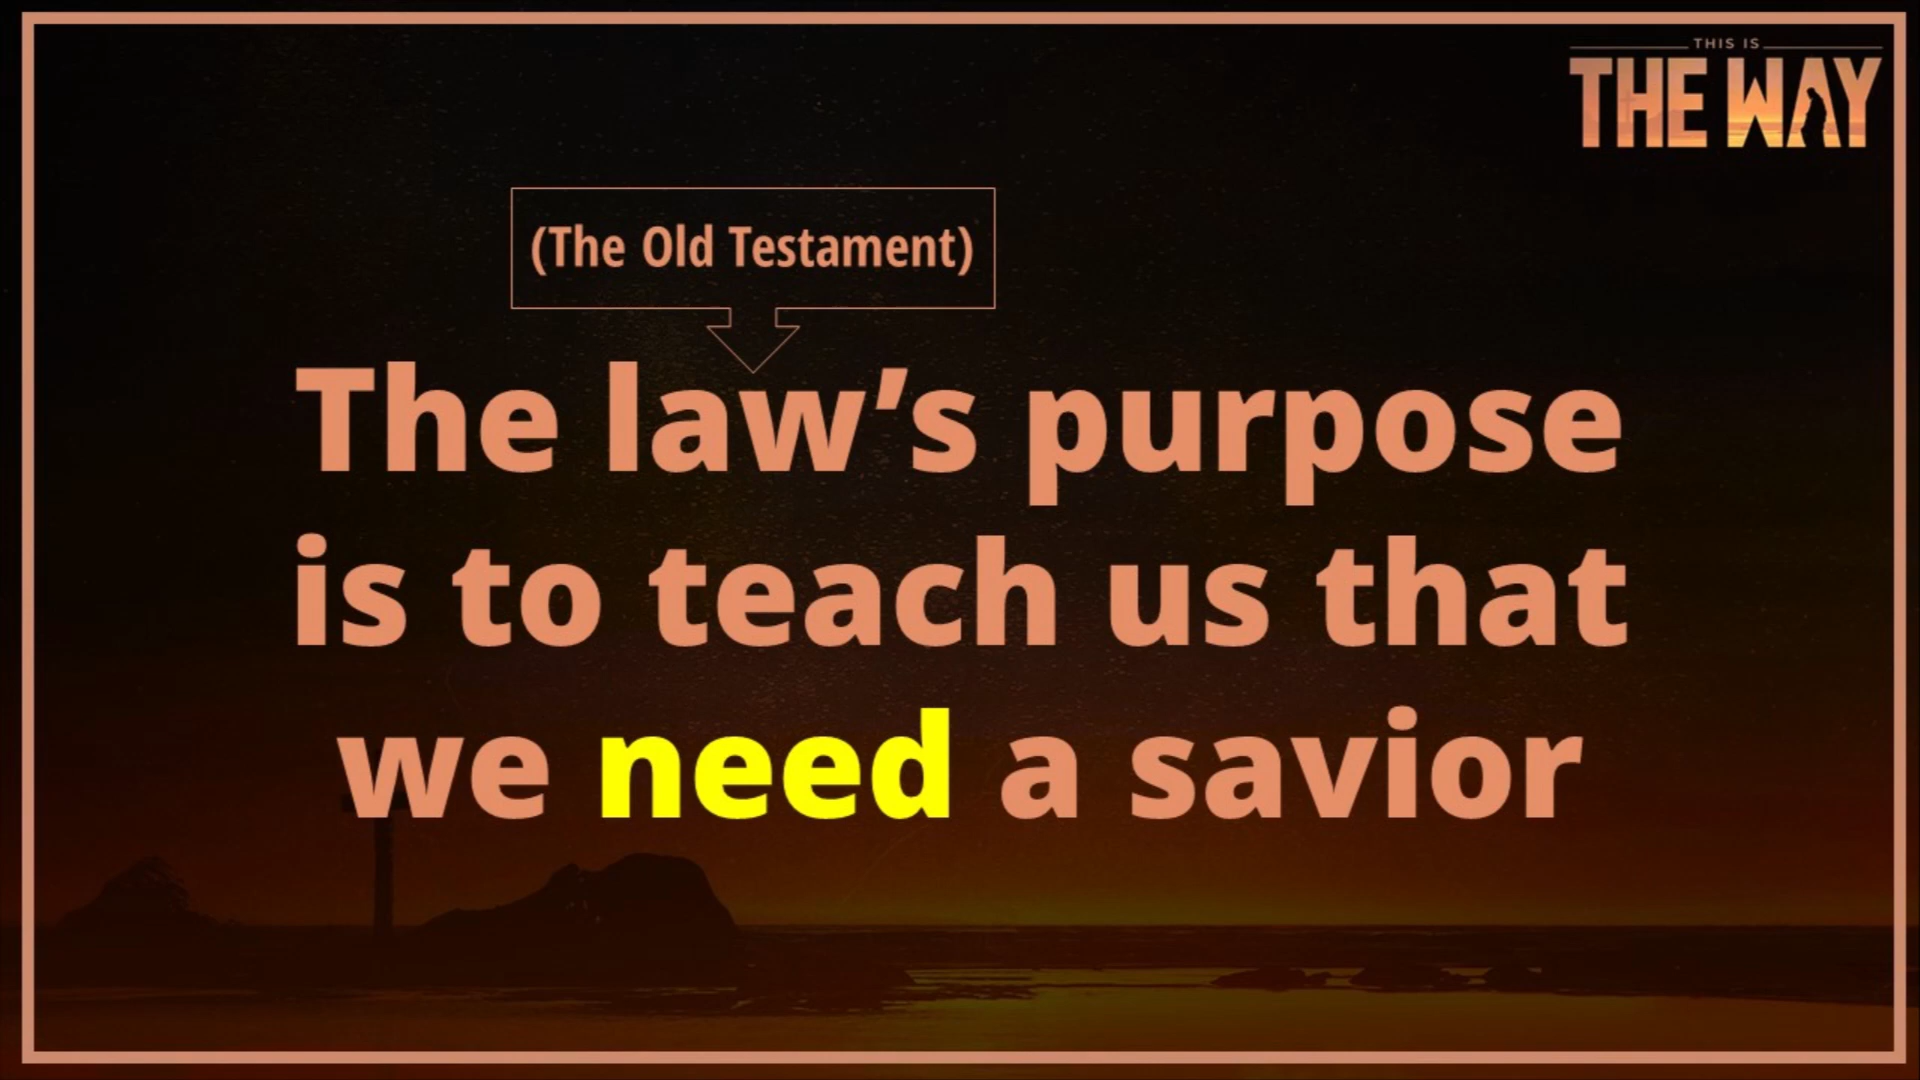 THIS IS
THE WAY
(The Old Testament)
The law’s purpose
is to teach us that
we need a savior